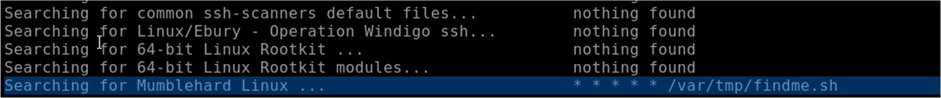 Searching for common ssh-scanners default files... nothing found
Searching for Linux/Ebury - Operation Windigo ssh... nothing found
Searching for 64-bit Linux Rootkit ... nothing found
Searching for 64-bit Linux Rootkit modules... nothing found
Searching for Mumblehard Linux ... * * * * * /var/tmp/findme.sh